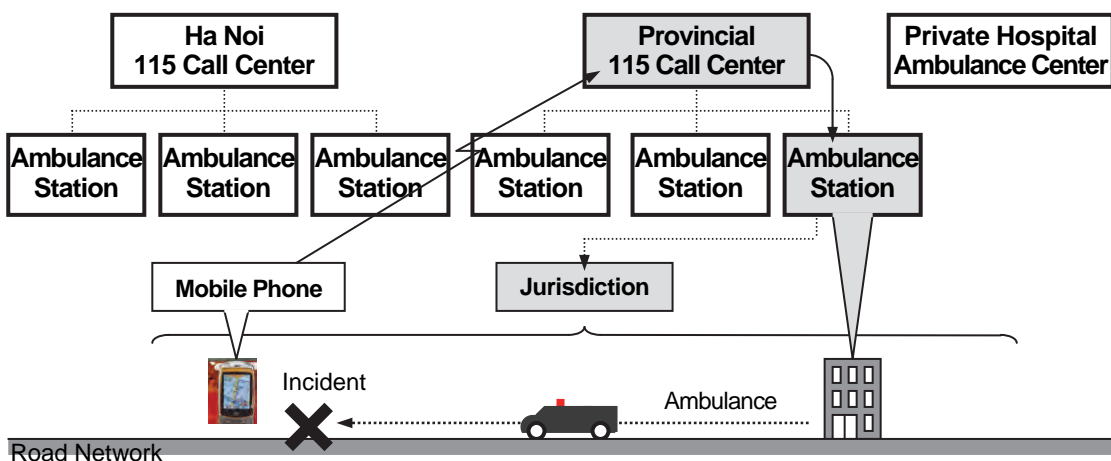 Ha Noi
115 Call Center
Provincial
115 Call Center
Private Hospital
Ambulance Center
Ambulance
Station
Ambulance
Station
Ambulance
Station
Ambulance
Station
Ambulance
Station
Ambulance
Station
Mobile Phone
Jurisdiction
Incident
Ambulance
Road Network